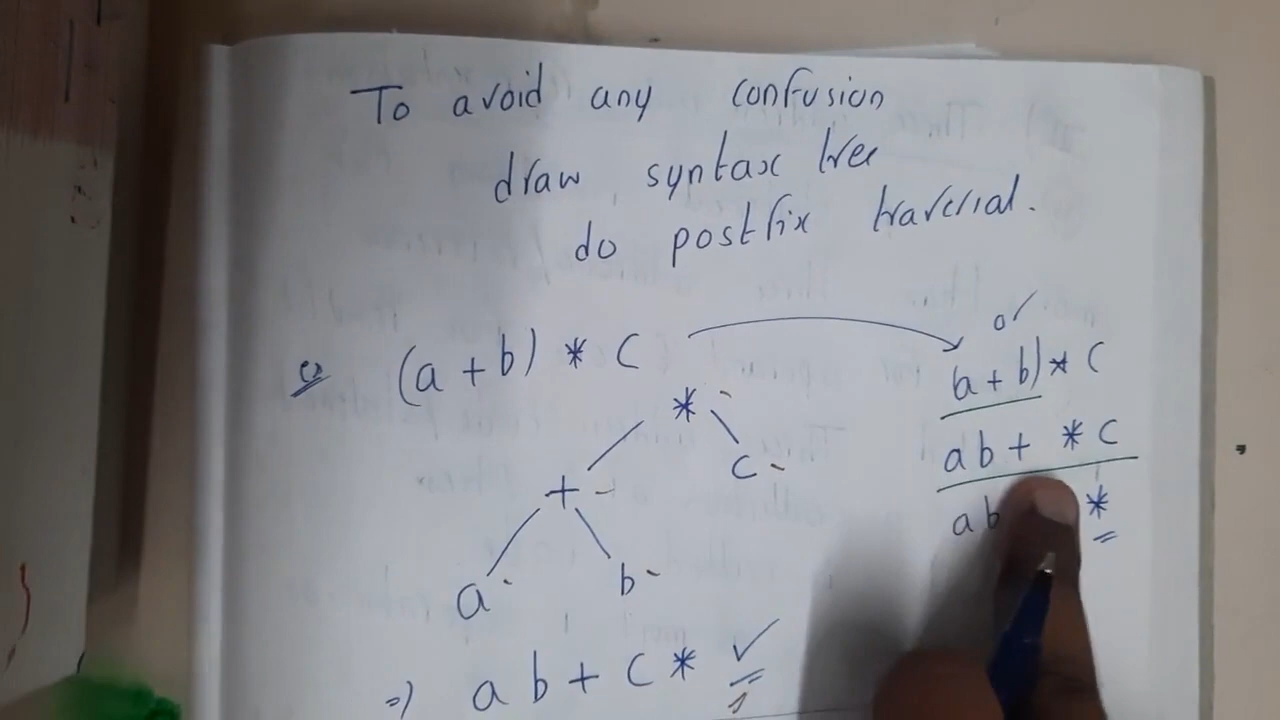 To avoid any confusion
draw syntax tree
do postfix traversal.
Q (a + b) * C
or
(a + b) * C
ab + * C
ab *
*
+ C
a b
=) a b + C * ✓